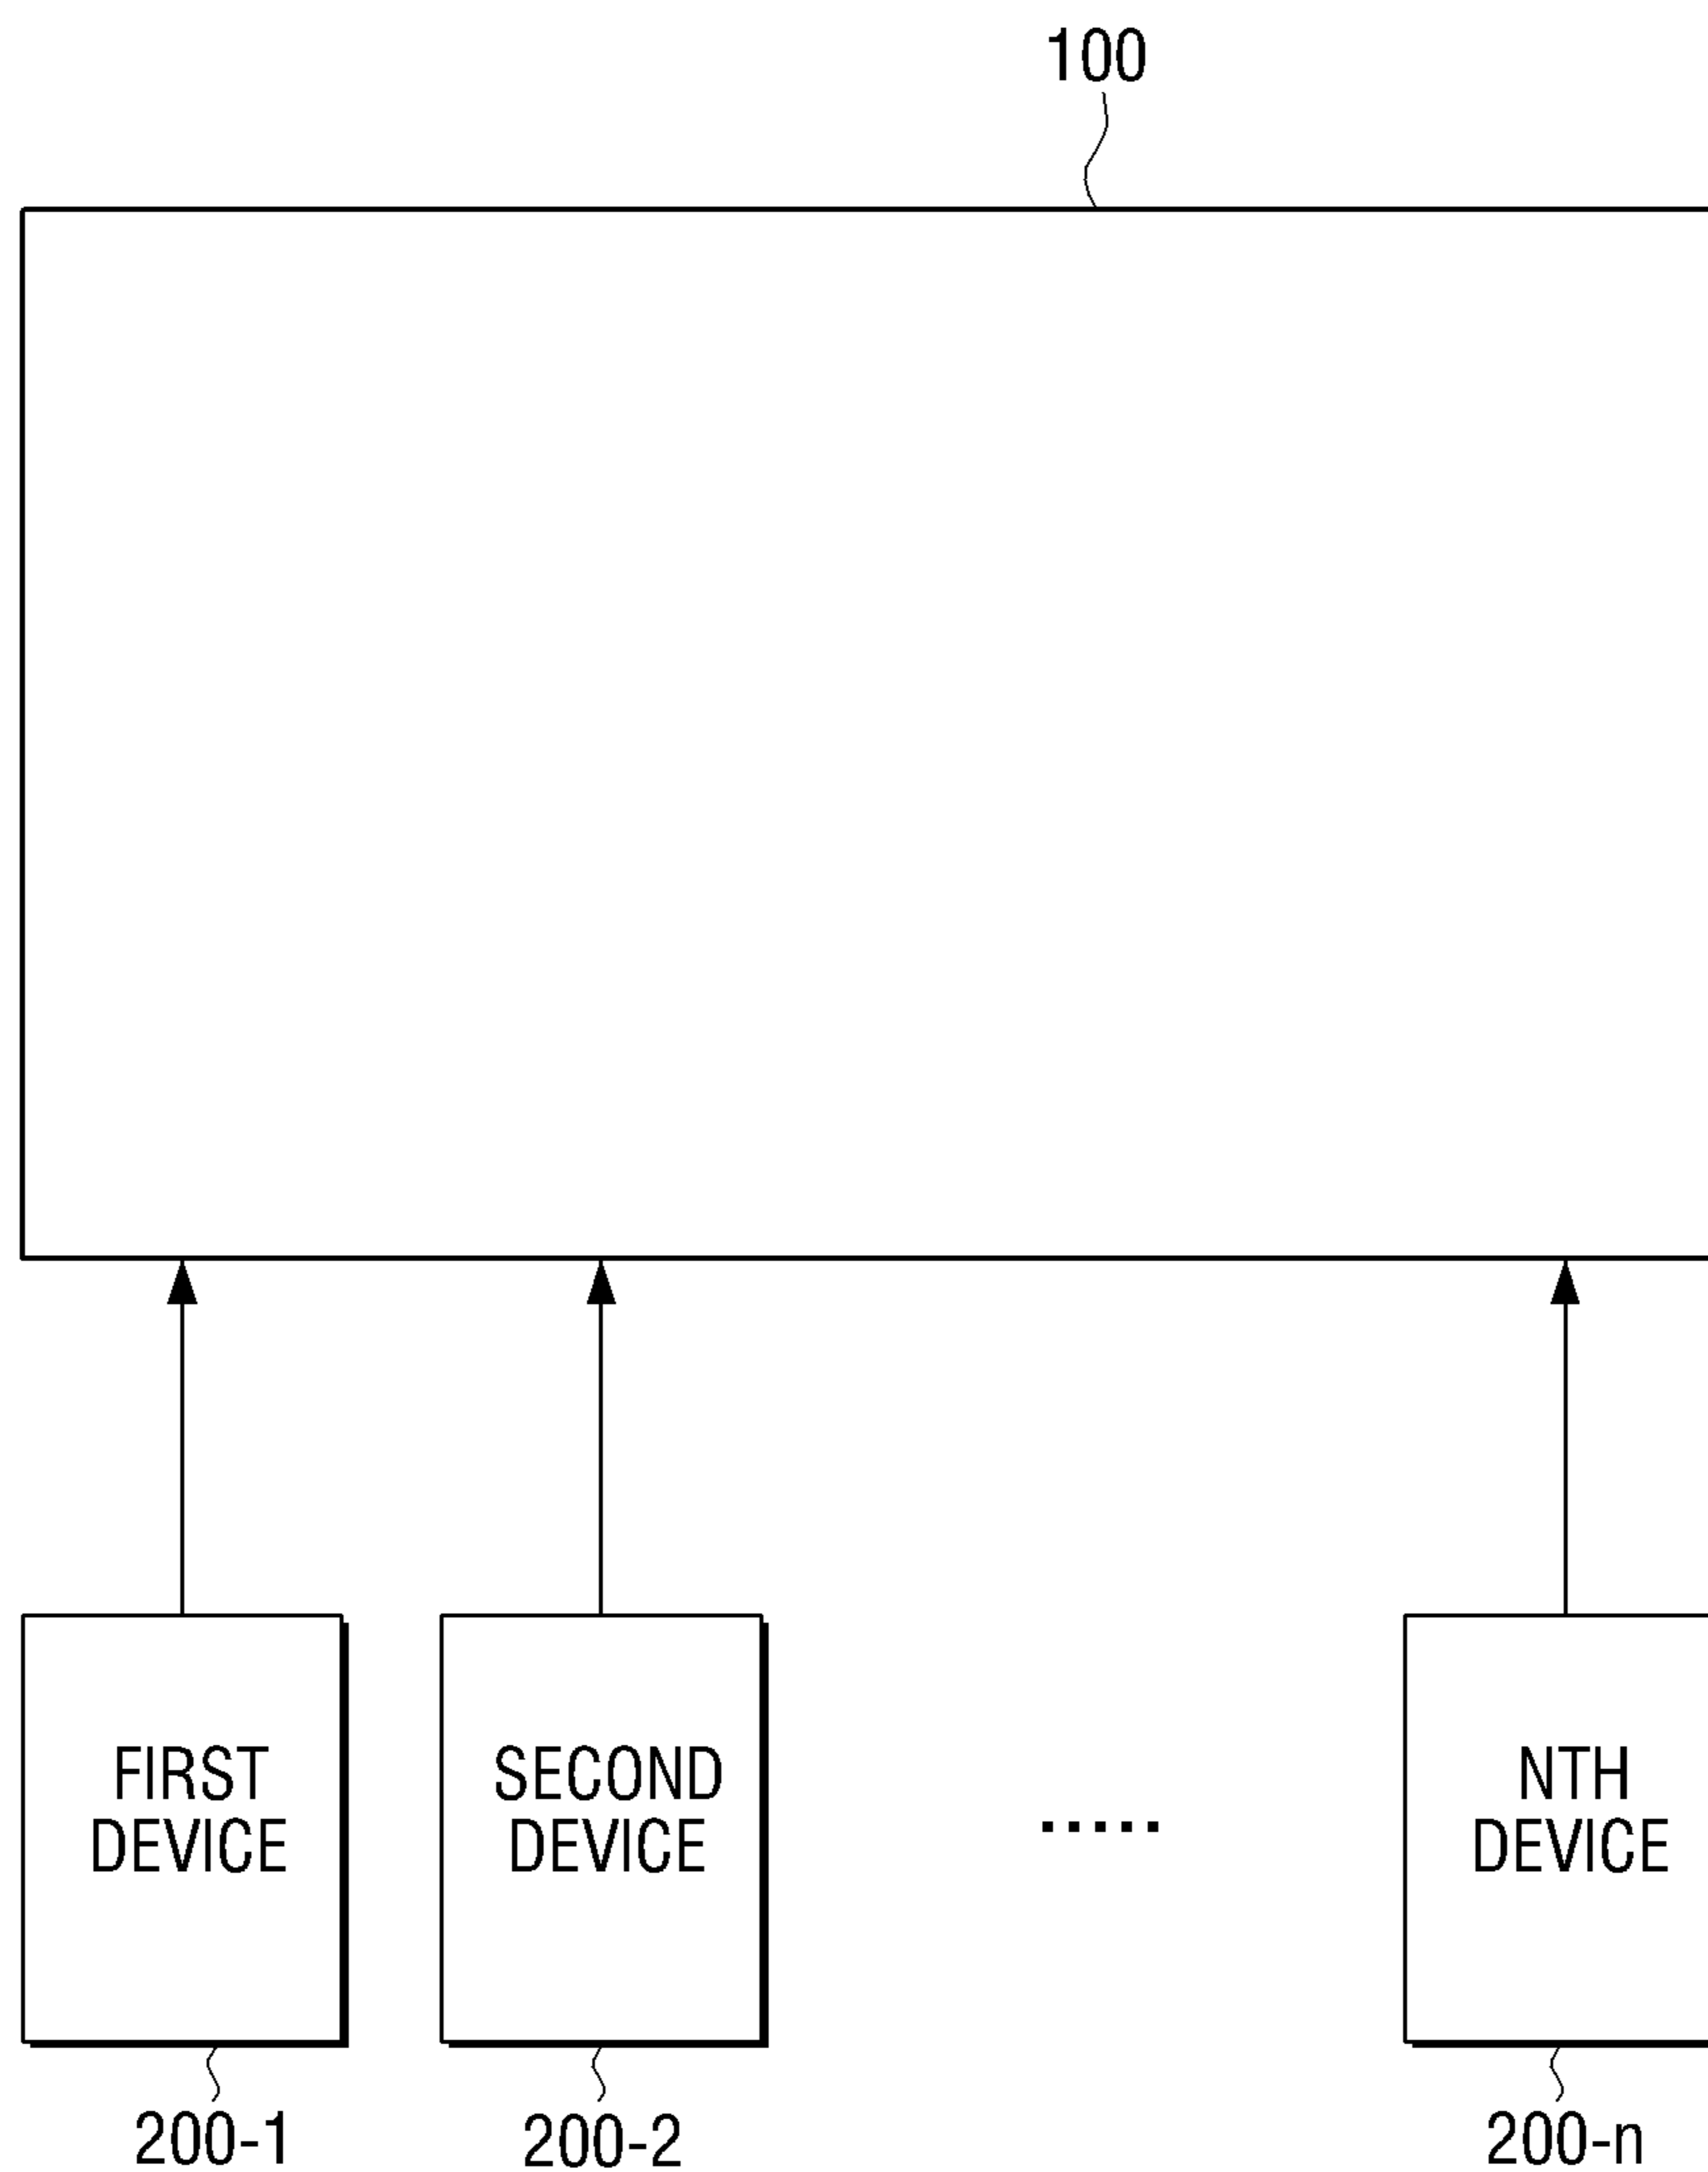 100
FIRST
DEVICE
SECOND
DEVICE
.....
NTH
DEVICE
200-1
200-2
200-n